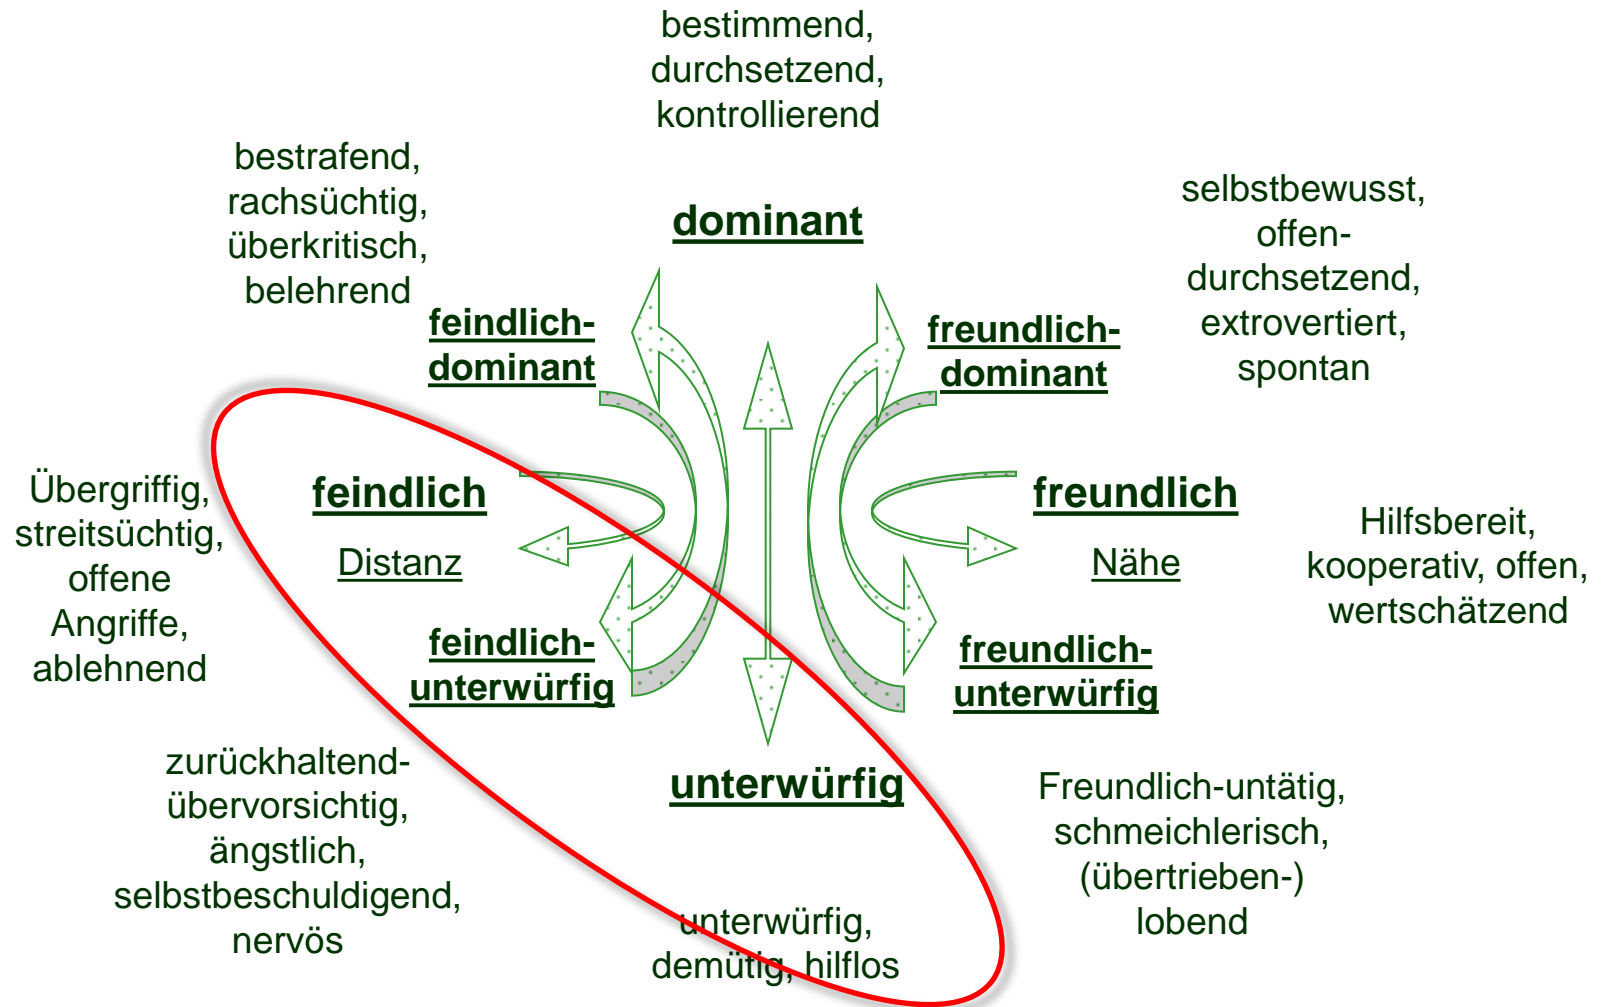 bestimmend,
durchsetzend,
kontrollierend
bestrafend,
rachsüchtig,
überkritisch,
belehrend
dominant
selbstbewusst,
offen-
durchsetzend,
extrovertiert,
spontan
feindlich-
dominant
freundlich-
dominant
Übergriffig,
streitsüchtig,
offene
Angriffe,
ablehnend
feindlich
Distanz
freundlich
Nähe
Hilfsbereit,
kooperativ, offen,
wertschätzend
feindlich-
unterwürfig
freundlich-
unterwürfig
zurückhaltend-
übervorsichtig,
ängstlich,
selbstbeschuldigend,
nervös
unterwürfig
Freundlich-untätig,
schmeichlerisch,
(übertrieben-)
lobend
unterwürfig,
demütig, hilflos